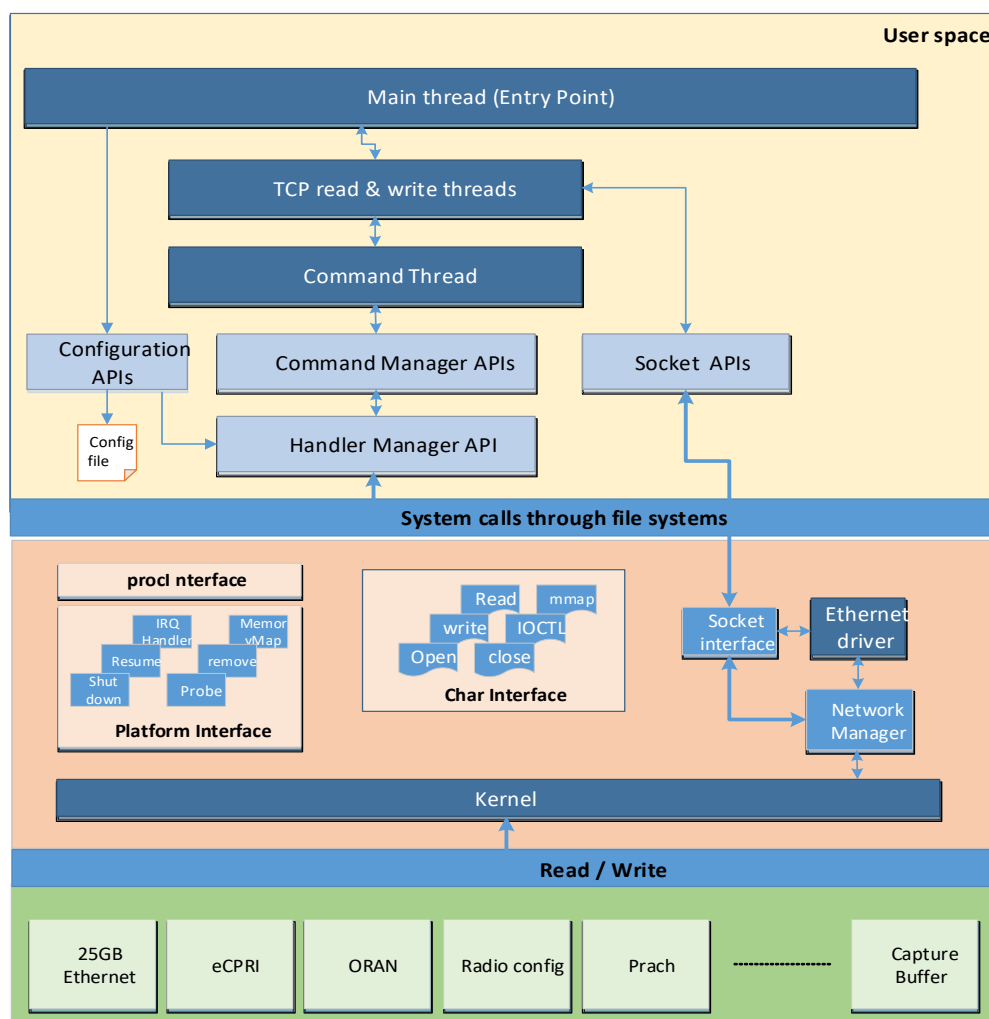 User space
Main thread (Entry Point)
TCP read & write threads
Command Thread
Configuration
APIs
Command Manager APIs
Socket APIs
Config
file
Handler Manager API
System calls through file systems
procI nterface
IRQ
Handler
Memor
yMap
Resume
remove
Shut
down
Probe
Platform Interface
Read
mmap
write
IOCTL
Open
close
Char Interface
Socket
interface
Ethernet
driver
Network
Manager
Kernel
Read / Write
25GB
Ethernet
eCPRI
ORAN
Radio config
Prach
Capture
Buffer